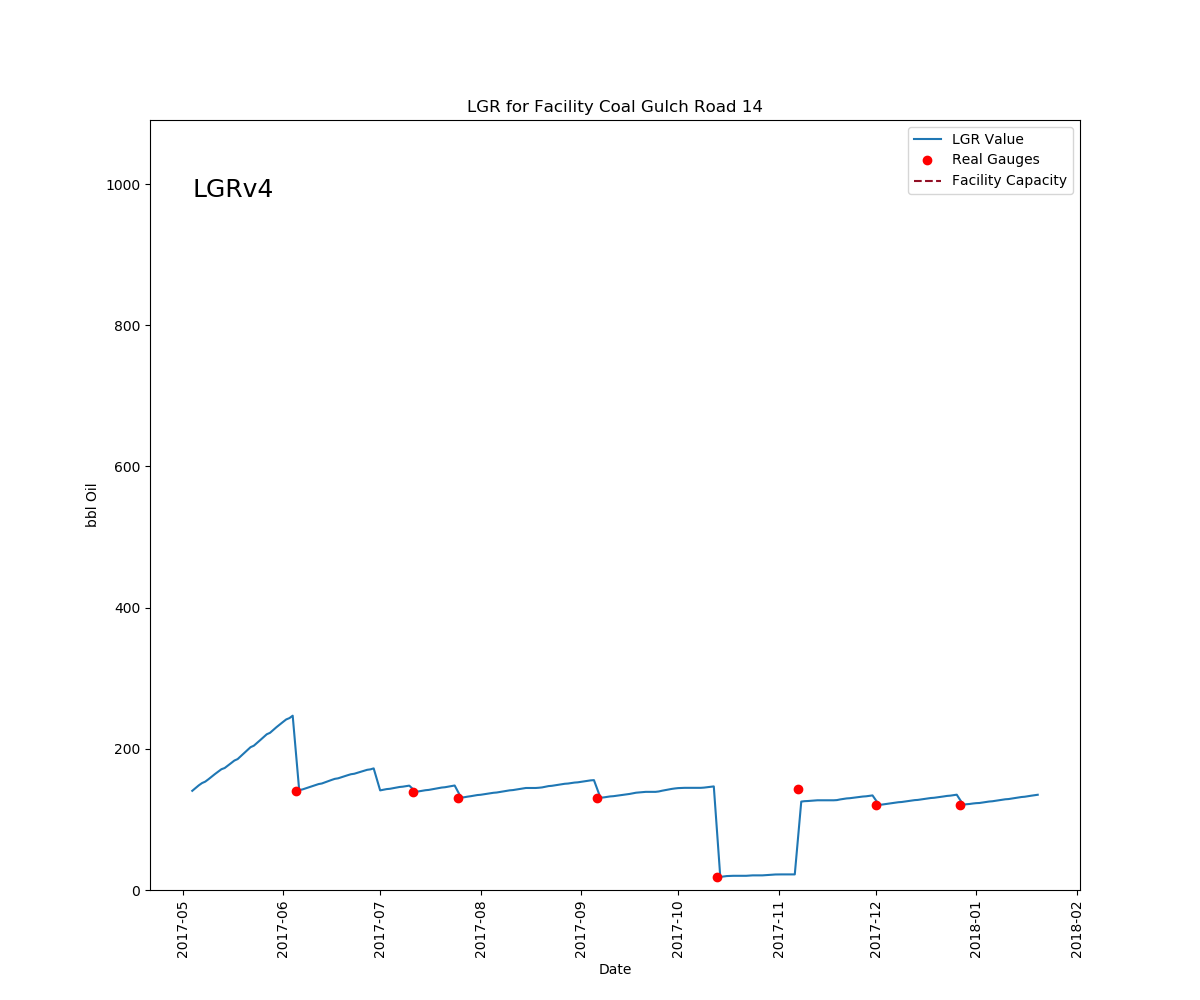 LGR for Facility Coal Gulch Road 14
LGR Value
Real Gauges
Facility Capacity
LGRv4
1000
800
600
400
200
0
bbl Oil
2017-05
2017-06
2017-07
2017-08
2017-09
2017-10
2017-11
2017-12
2018-01
2018-02
Date